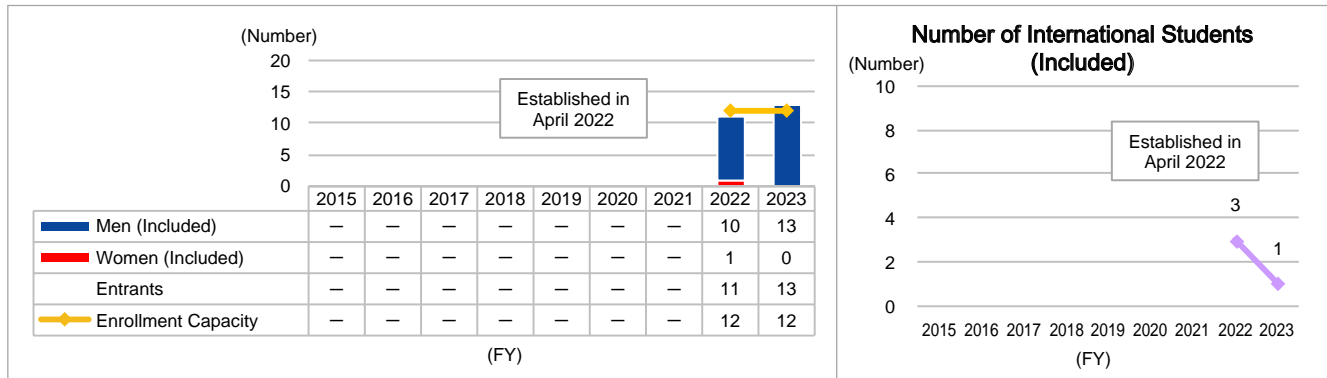 (Number)
20
15
10
5
0
Established in
April 2022
2015 2016 2017 2018 2019 2020 2021 2022 2023
Men (Included) — — — — — — — 10 13
Women (Included) — — — — — — — 1 0
Entrants — — — — — — — 11 13
Enrollment Capacity — — — — — — — 12 12
(FY)
Number of International Students
(Included)
(Number)
10
8
6
4
2
0
Established in
April 2022
3
1
2015 2016 2017 2018 2019 2020 2021 2022 2023
(FY)